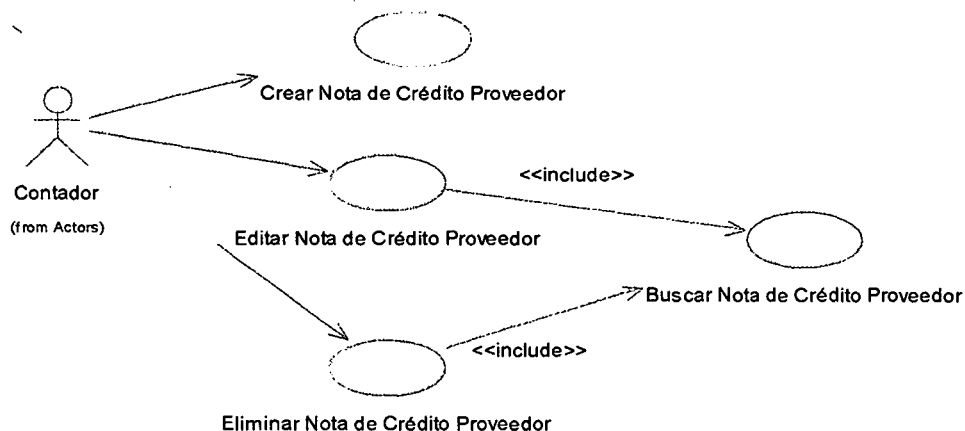 Crear Nota de Crédito Proveedor
Contador
(from Actors)
<<include>>
Editar Nota de Crédito Proveedor
Buscar Nota de Crédito Proveedor
<<include>>
Eliminar Nota de Crédito Proveedor